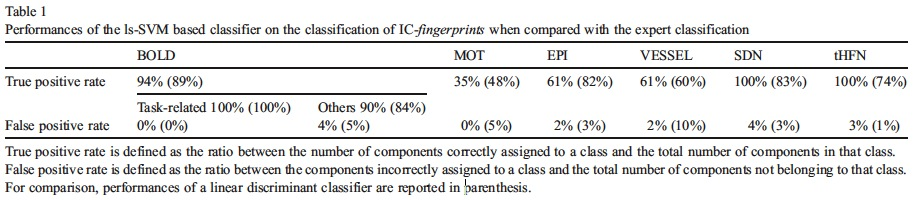 Table 1
Performances of the ls-SVM based classifier on the classification of IC-fingerprints when compared with the expert classification
BOLD MOT EPI VESSEL SDN tHFN
True positive rate 94% (89%) 35% (48%) 61% (82%) 61% (60%) 100% (83%) 100% (74%)
Task-related 100% (100%) Others 90% (84%)
False positive rate 0% (0%) 4% (5%) 0% (5%) 2% (3%) 2% (10%) 4% (3%) 3% (1%)
True positive rate is defined as the ratio between the number of components correctly assigned to a class and the total number of components in that class.
False positive rate is defined as the ratio between the components incorrectly assigned to a class and the total number of components not belonging to that class.
For comparison, performances of a linear discriminant classifier are reported in parenthesis.